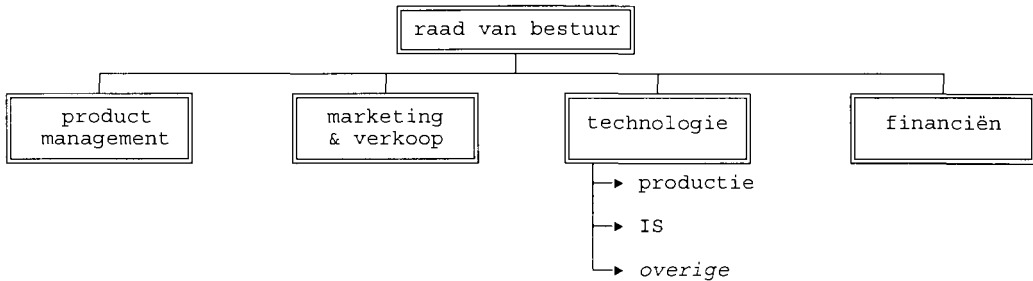 raad van bestuur
product
management
marketing
& verkoop
technologie
financiën
productie
IS
overige